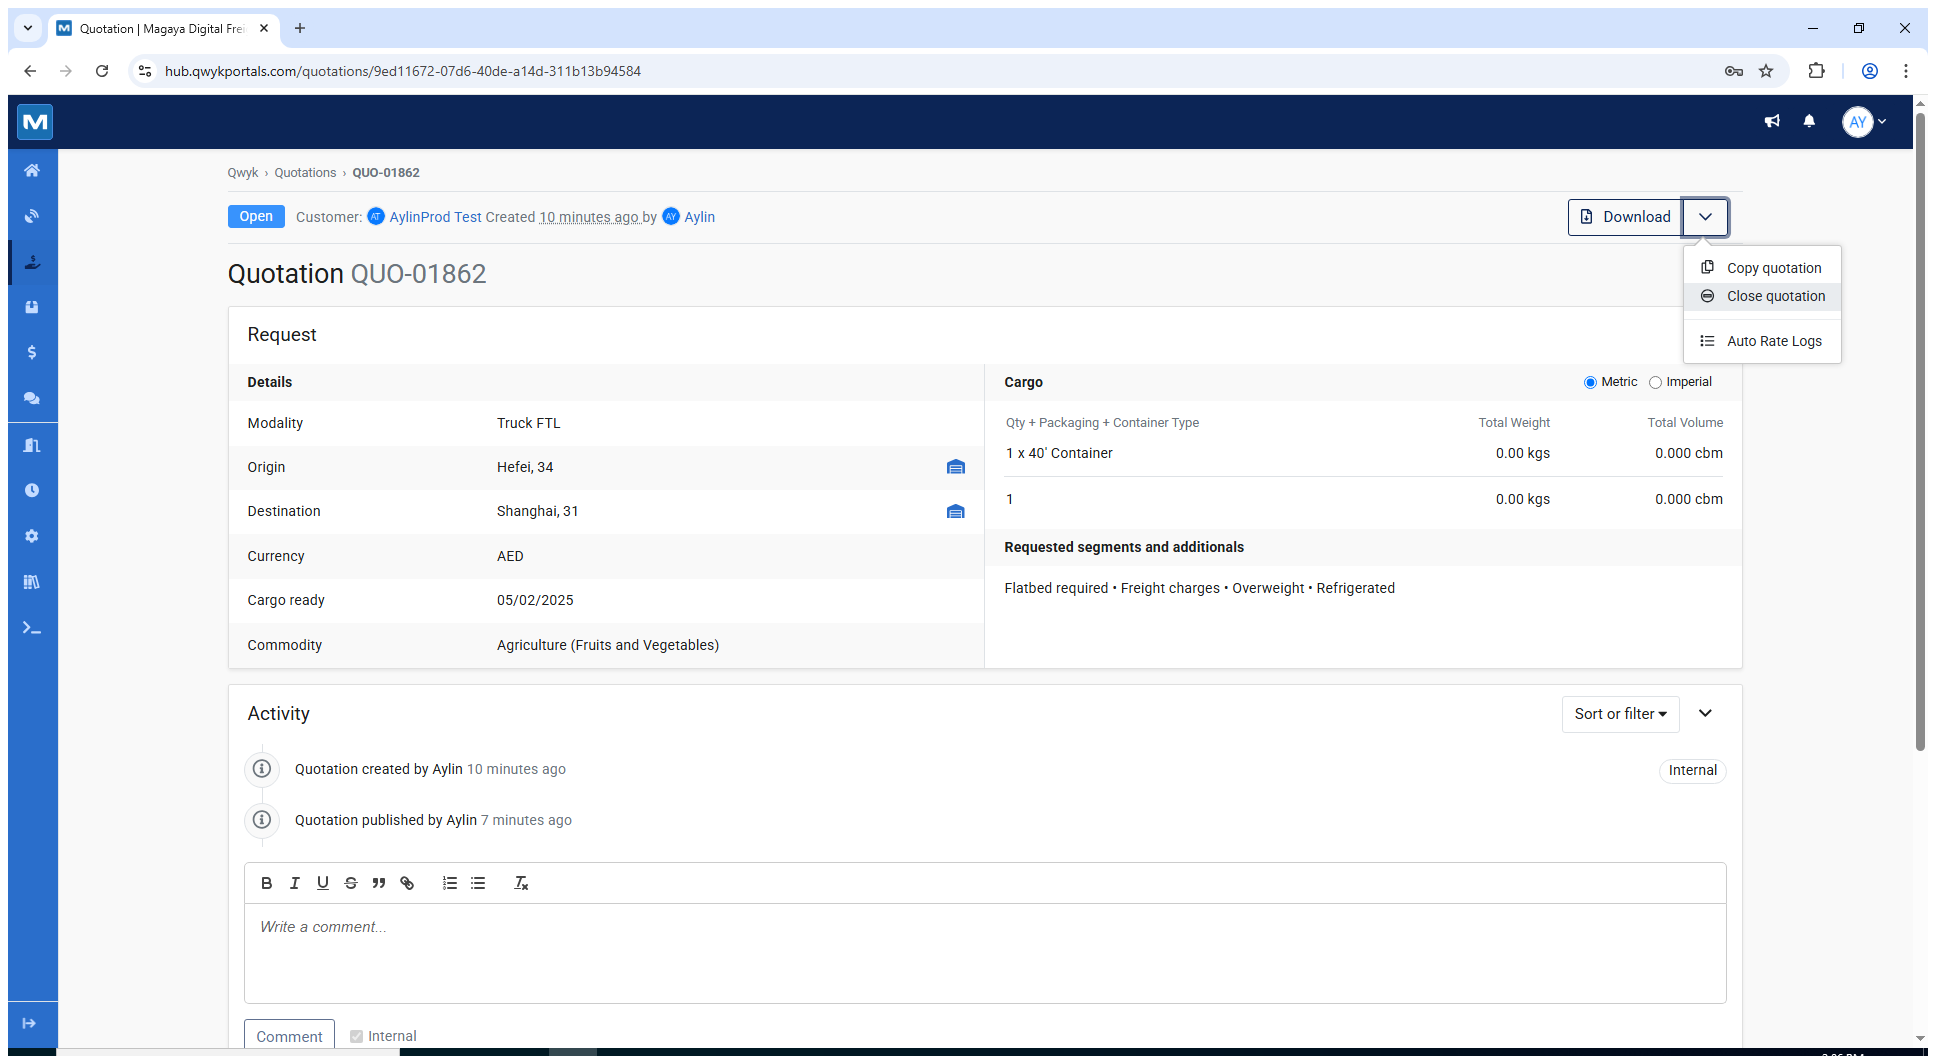 Quotation | Magaya Digital Frei
hub.qwykportals.com/quotations/9ed11672-07d6-40de-a14d-311b13b94584
M
AY
Qwyk › Quotations › QUO-01862
Open Customer: AT AylinProd Test Created 10 minutes ago by AY Aylin
Download
Copy quotation
Close quotation
Auto Rate Logs
Quotation QUO-01862
Request
Details
Modality Truck FTL
Origin Hefei, 34
Destination Shanghai, 31
Currency AED
Cargo ready 05/02/2025
Commodity Agriculture (Fruits and Vegetables)
Cargo Metric Imperial
Qty + Packaging + Container Type Total Weight Total Volume
1 x 40' Container 0.00 kgs 0.000 cbm
1 0.00 kgs 0.000 cbm
Requested segments and additionals
Flatbed required • Freight charges • Overweight • Refrigerated
Activity Sort or filter
Quotation created by Aylin 10 minutes ago Internal
Quotation published by Aylin 7 minutes ago
B I U S
Write a comment...
Comment Internal